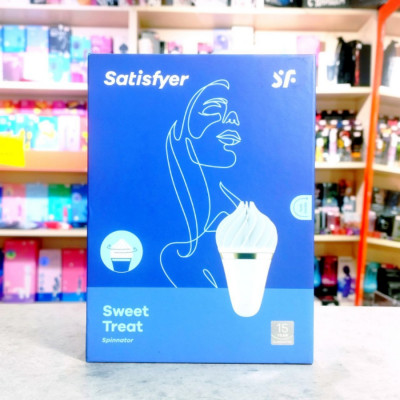 Satisfyer
SF
Sweet
Treat
Spinnator
15